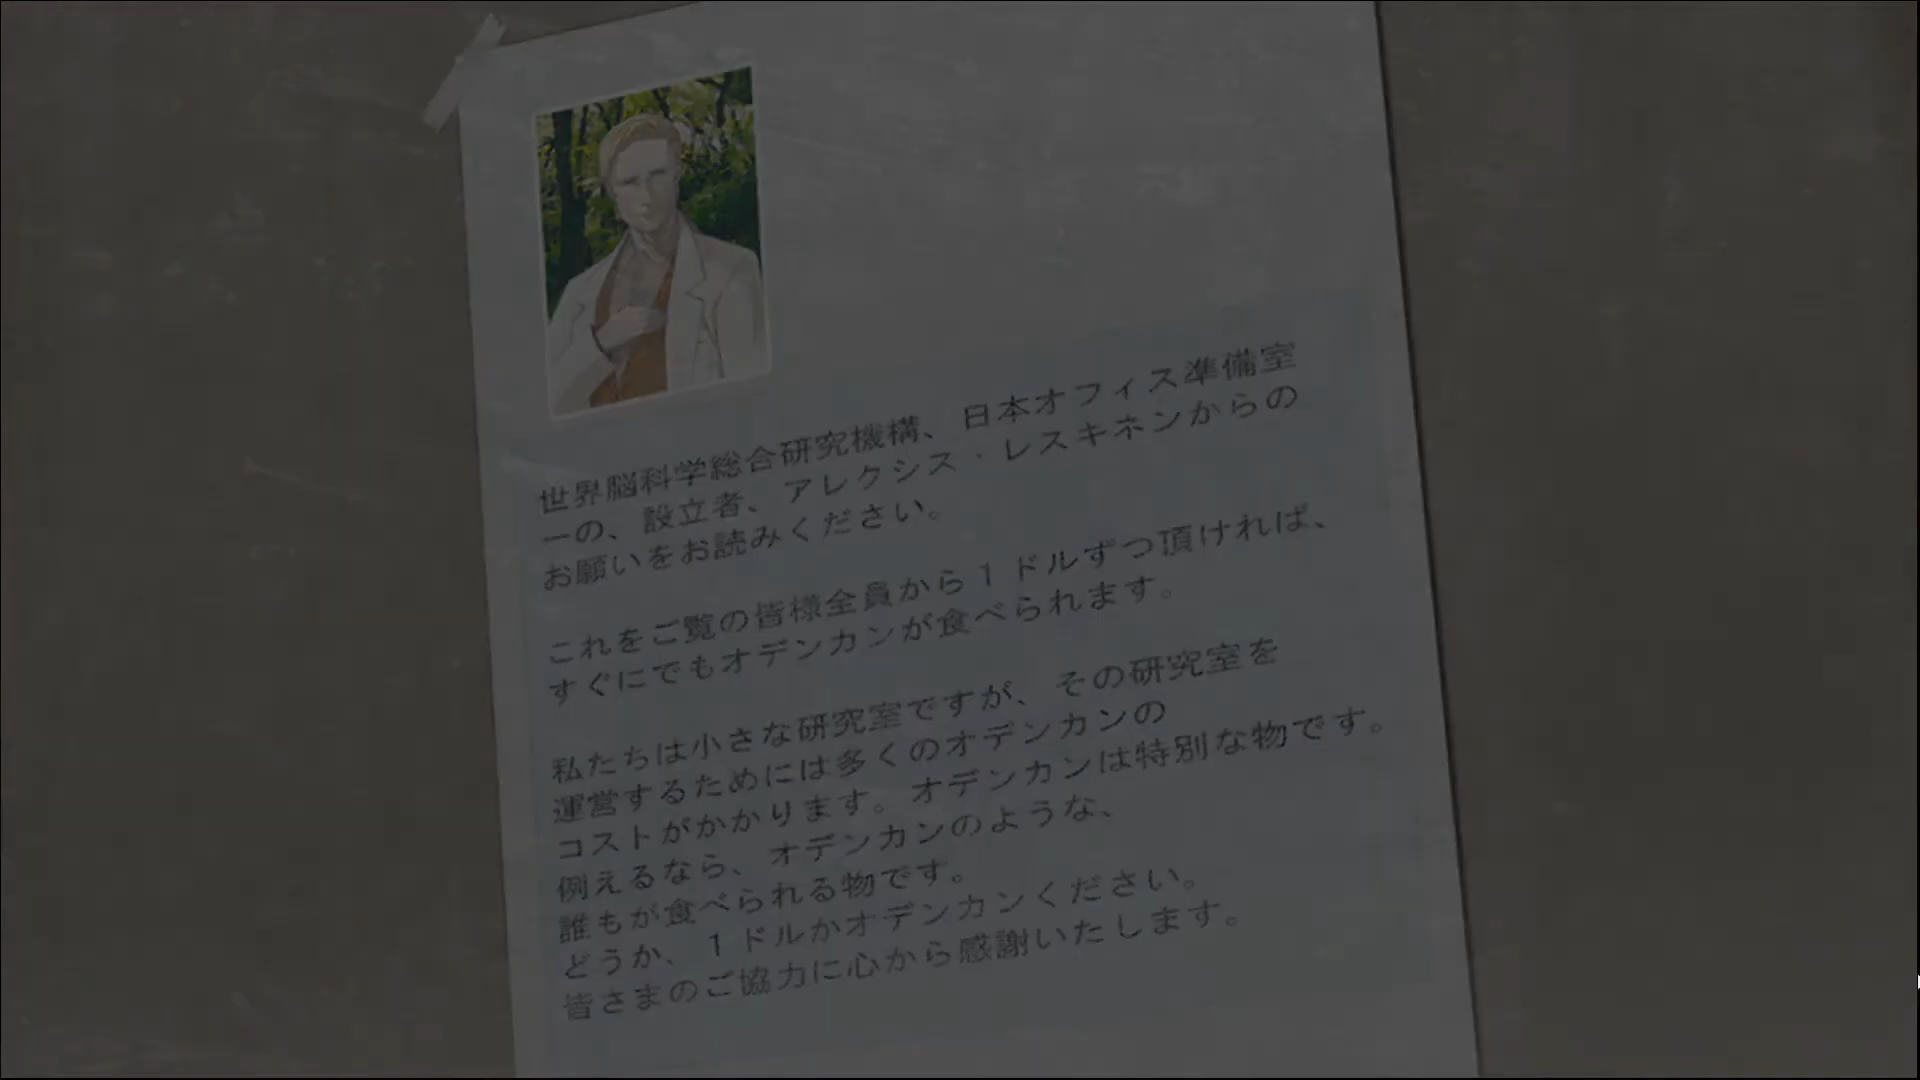 世界脳科学総合研究機構、日本オフィス準備室
ーの、設立者、アレクシス・レスキネンからの
お願いをお読みください。
これをご覧の皆様全員から1ドルずつ頂ければ、
すぐにでもオデンカンが食べられます。
私たちは小さな研究室ですが、その研究室を
運営するためには多くのオデンカンの
コストがかかります。オデンカンは特別な物です。
例えるなら、オデンカンのような、
誰もが食べられる物です。
どうか、1ドルかオデンカンください。
皆さまのご協力に心から感謝いたします。